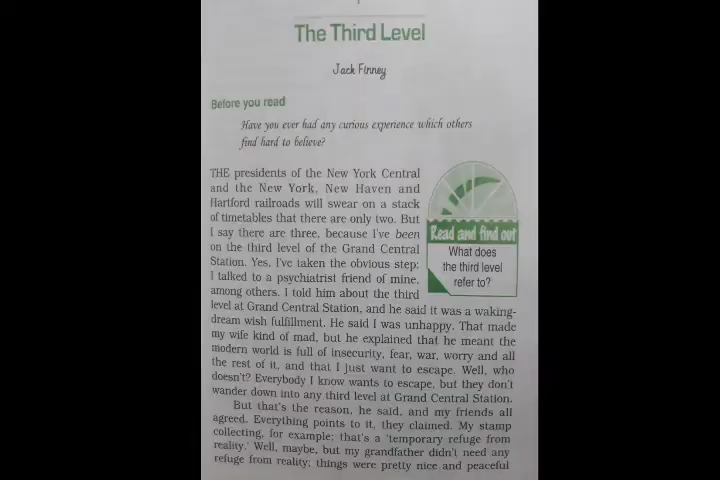 The Third Level
Jack Finney
Before you read
Have you ever had any curious experience which others
find hard to believe?
THE presidents of the New York Central
and the New York, New Haven and
Hartford railroads will swear on a stack
of timetables that there are only two. But
I say there are three, because I've been
on the third level of the Grand Central
Station. Yes, I've taken the obvious step:
I talked to a psychiatrist friend of mine,
among others. I told him about the third
Read and find out
What does
the third level
refer to?
level at Grand Central Station, and he said it was a waking-
dream wish fulfillment. He said I was unhappy. That made
my wife kind of mad, but he explained that he meant the
modern world is full of insecurity, fear, war, worry and all
the rest of it, and that I just want to escape. Well, who
doesn't? Everybody I know wants to escape, but they don't
wander down into any third level at Grand Central Station.
But that's the reason, he said, and my friends all
agreed. Everything points to it, they claimed. My stamp
collecting, for example; that's a 'temporary refuge from
reality.' Well, maybe, but my grandfather didn't need any
refuge from reality; things were pretty nice and peaceful